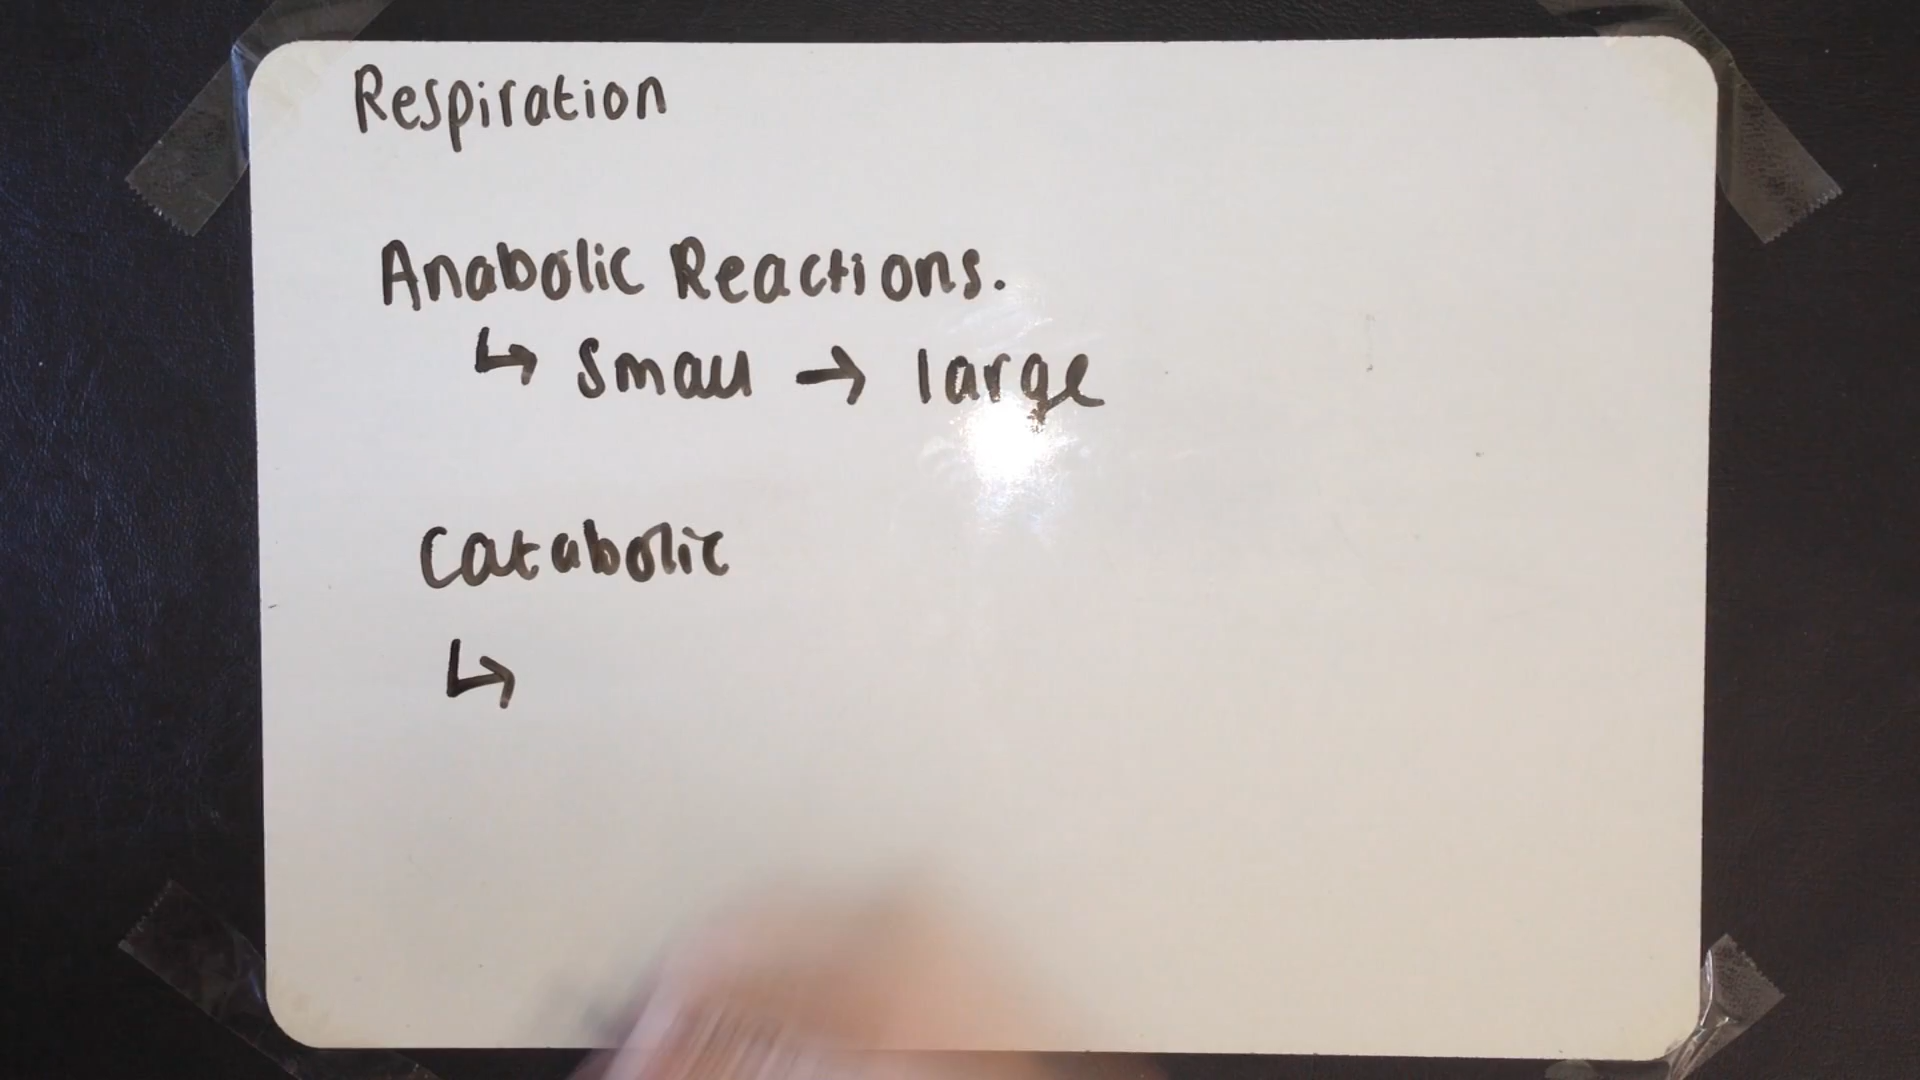 Respiration
Anabolic Reactions.
↳ Small → large
Catabolic
↳